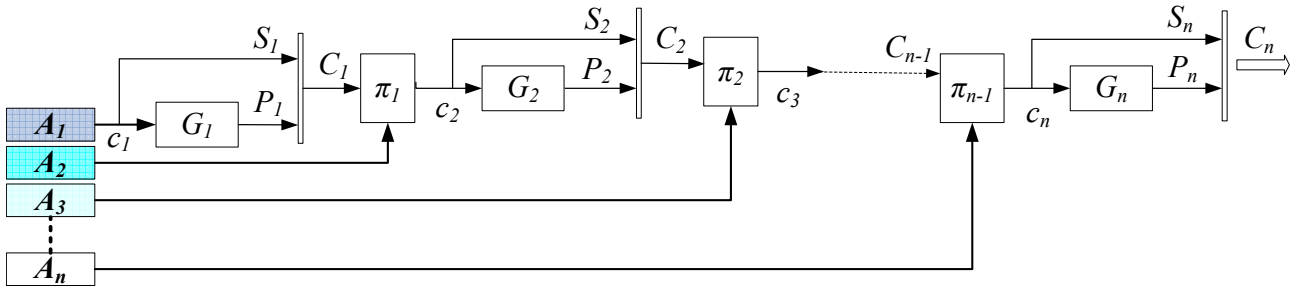 S₁
S₂
Sₙ
C₁
C₂
Cₙ₋₁
Cₙ
P₁
P₂
Pₙ
π₁
π₂
πₙ₋₁
G₁
G₂
Gₙ
c₁
c₂
c₃
cₙ
A₁
A₂
A₃
Aₙ